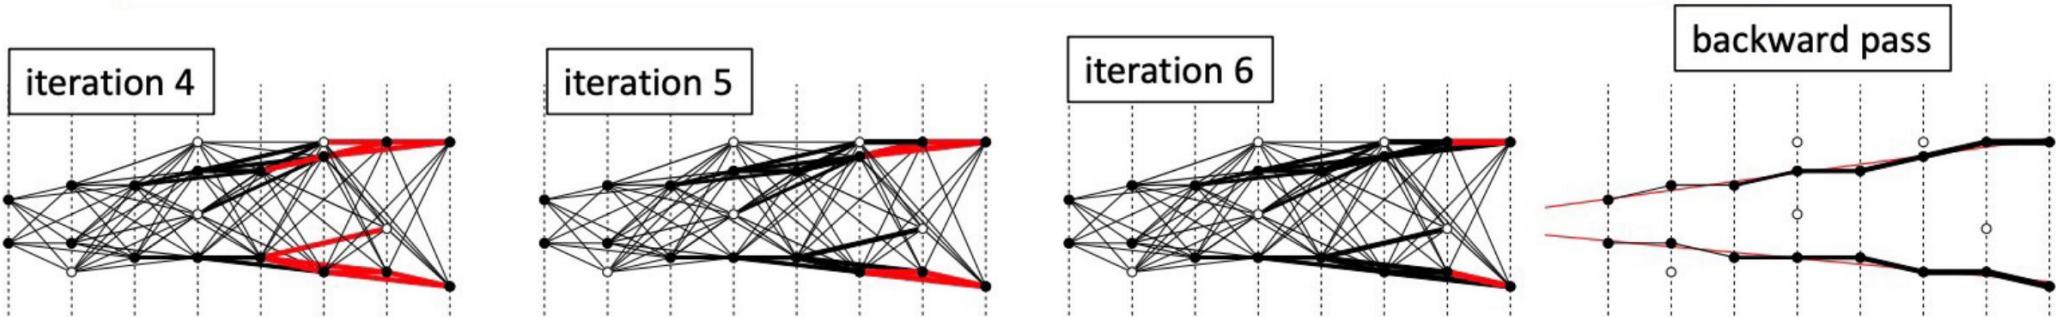 iteration 4
iteration 5
iteration 6
backward pass